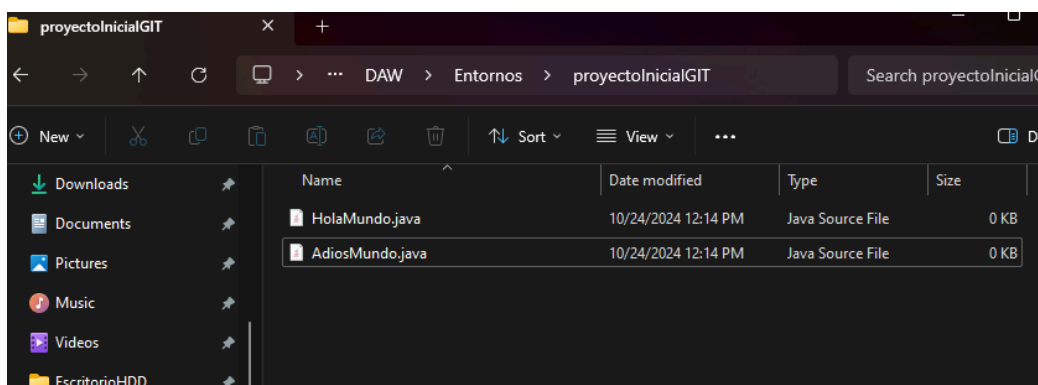 proyectoInicialGIT
DAW > Entornos > proyectoInicialGIT Search proyectoInicialG
New Sort View ... D
Name Date modified Type Size
Downloads
HolaMundo.java 10/24/2024 12:14 PM Java Source File 0 KB
Documents
AdiosMundo.java 10/24/2024 12:14 PM Java Source File 0 KB
Pictures
Music
Videos
EscritorioHDD